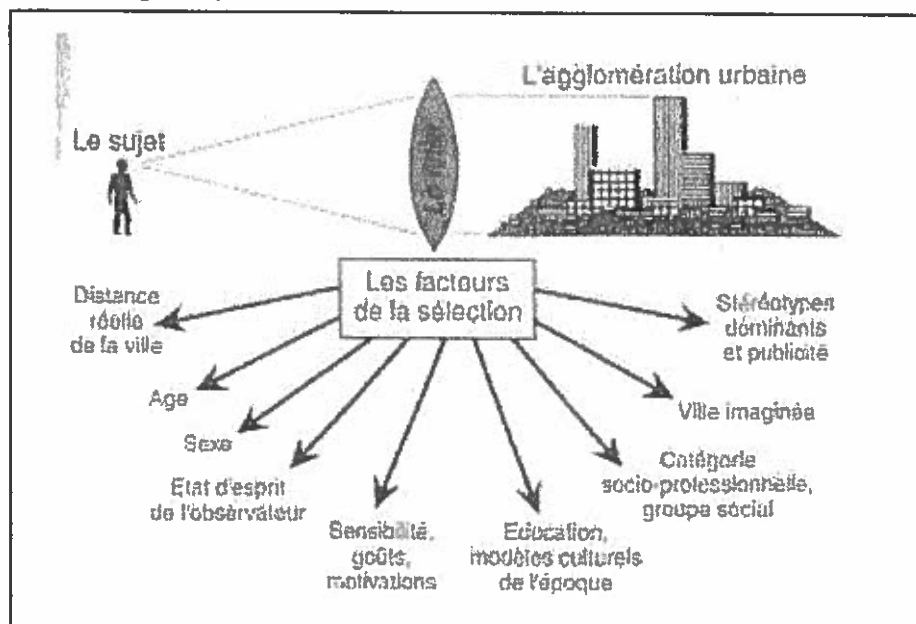 L'agglomération urbaine
Le sujet
Les facteurs
de la sélection
Distance
réelle
de la ville
Age
Sexe
Etat d'esprit
de l'observateur
Sensibilité,
goûts,
motivations
Education,
modèles culturels
de l'époque
Catégorie
socio-professionnelle,
groupe social
Ville imaginée
Stéréotypes
dominants
et publicité